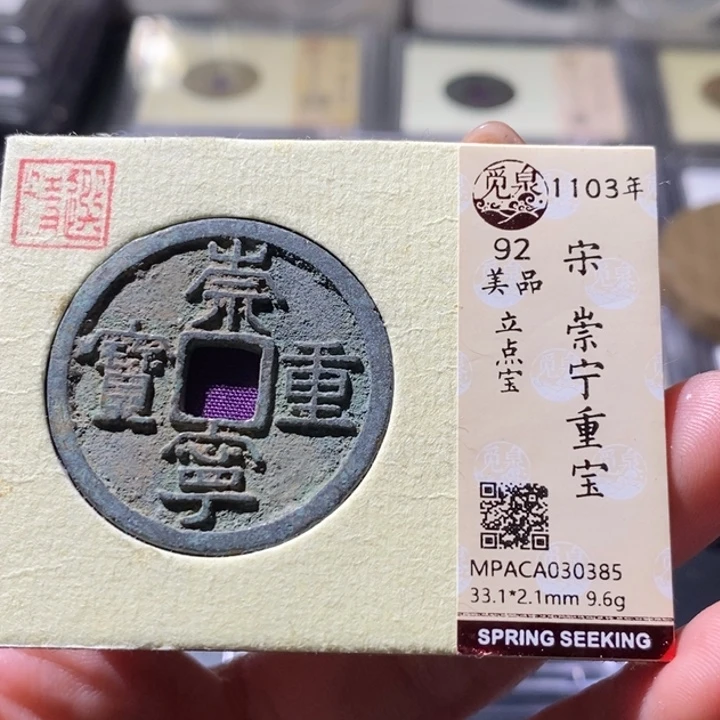 崇寧重寶
覓泉
1103年
92
美品
立点宝
宋 崇宁重宝
MPACA030385
33.1*2.1mm 9.6g
SPRING SEEKING